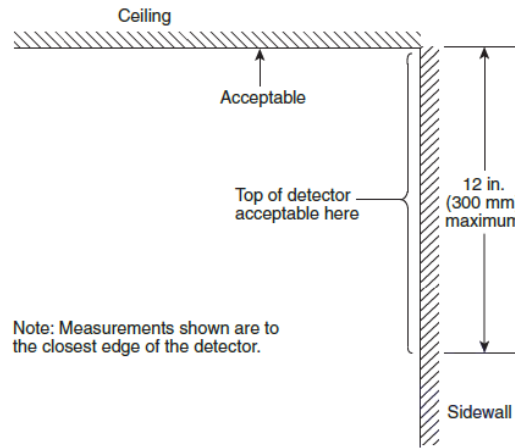 Ceiling
Acceptable
Top of detector
acceptable here
12 in.
(300 mm
maximum
Note: Measurements shown are to
the closest edge of the detector.
Sidewall